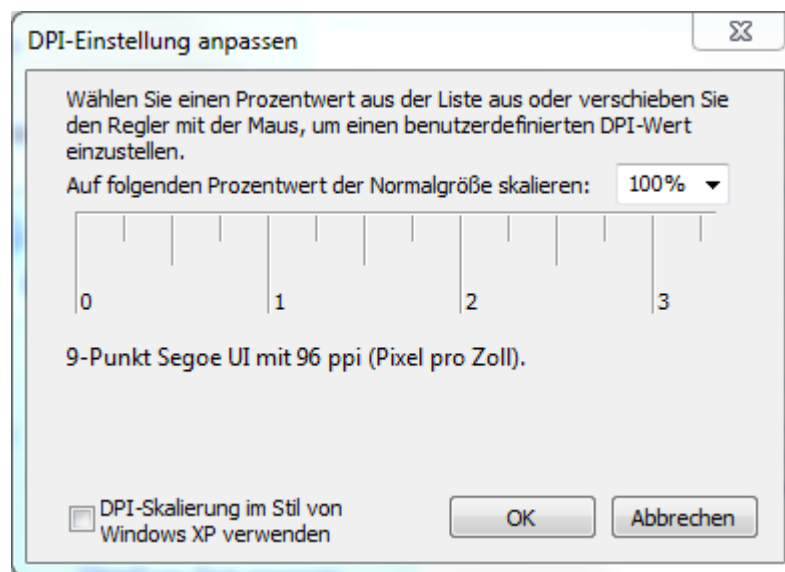 DPI-Einstellung anpassen
Wählen Sie einen Prozentwert aus der Liste aus oder verschieben Sie
den Regler mit der Maus, um einen benutzerdefinierten DPI-Wert
einzustellen.
Auf folgenden Prozentwert der Normalgröße skalieren: 100%
0 1 2 3
9-Punkt Segoe UI mit 96 ppi (Pixel pro Zoll).
DPI-Skalierung im Stil von
Windows XP verwenden
OK Abbrechen